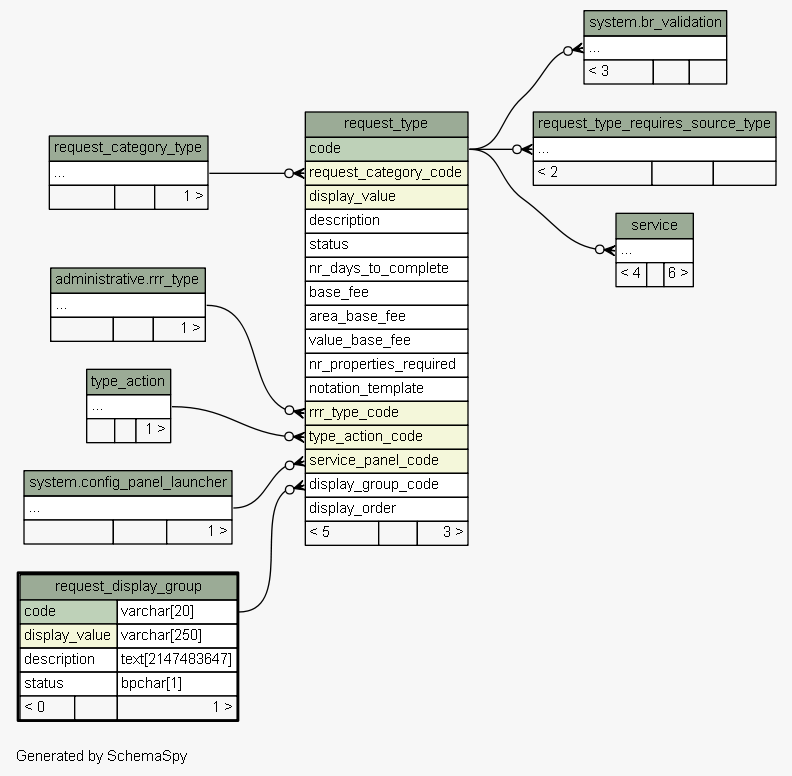 system.br_validation
...
< 3
request_type_requires_source_type
...
< 2
service
...
< 4 6 >
request_type
code
request_category_code
display_value
description
status
nr_days_to_complete
base_fee
area_base_fee
value_base_fee
nr_properties_required
notation_template
rrr_type_code
type_action_code
service_panel_code
display_group_code
display_order
< 5 3 >
request_category_type
...
1 >
administrative.rrr_type
...
1 >
type_action
...
1 >
system.config_panel_launcher
...
1 >
request_display_group
code varchar[20]
display_value varchar[250]
description text[2147483647]
status bpchar[1]
< 0 1 >
Generated by SchemaSpy